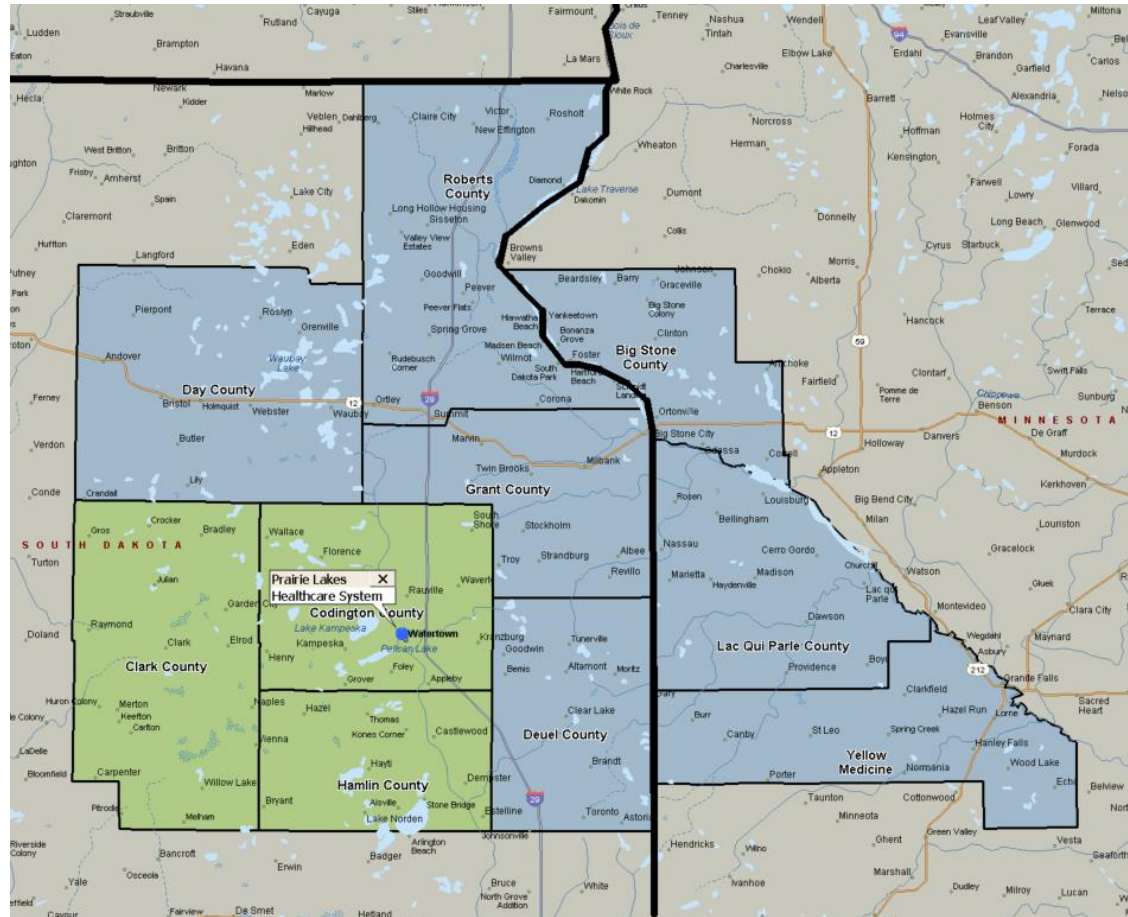 Straubville
Rutland
Cayuga
Stiles
Fairmount
Tenney
Nashua
Tintah
Wendell
Erdahl
94
Evansville
Leaf Valley
Miltona
Ludden
Brampton
Havana
La Mars
Charlesville
Elbow Lake
Brandon
Garfield
Carlos
Hecla
Newark
Kidder
Marlow
White Rock
Barrett
Alexandria
Veblen
Dahlberg
Hillhead
Claire City
Victor
Rosholt
New Effington
Norcross
Hoffman
Holmes
City
Forada
West Britton
Britton
Wheaton
Herman
Kensington
Frisby
Amherst
Lake City
Roberts
County
Diamond
Lake Traverse
Dakomin
Dumont
Farwell
Lowry
Villard
Spain
Claremont
Long Hollow Housing
Sisseton
Donnelly
Long Beach
Glenwood
Huffton
Eden
Valley View
Estates
Browns
Valley
Collis
Cyrus
Starbuck
Langford
Goodwill
Beardsley
Barry
Johnson
Graceville
Chokio
Alberta
Morris
Pierpont
Roslyn
Grenville
Peever
Peever Flats
Hiawatha
Beach
Yankeetown
Big Stone
Colony
Hancock
Terrace
Spring Grove
Bonanza
Grove
Clinton
59
Andover
Waubay
Lake
Rudebusch
Corner
Madsen Beach
Wilmot
Foster
Big Stone
County
South
Dakota Park
Hartford
Beach
Fairfield
Clontarf
Swift Falls
Day County
29
Pomme de
Terre
Chippewa
Benson
Sunburg
Ferney
Bristol
Holmquist
Webster
12
Waubay
Ortley
Summit
Corona
Ortonville
MINNESOTA
Verdon
Butler
Marvin
Big Stone City
Odessa
12
Holloway
Danvers
De Graff
Murdock
Lily
Twin Brooks
Milbank
Appleton
Kerkhoven
Conde
Crandall
Grant County
Rosen
Louisburg
Big Bend City
Gros
Crocker
Bradley
Wallace
South
Shore
Stockholm
Bellingham
Milan
Louriston
SOUTH DAKOTA
Turton
Florence
Troy
Strandburg
Albee
Nassau
Cerro Gordo
Gracelock
Julian
Prairie Lakes
Healthcare System
Rauville
Revillo
Marietta
Madison
Haydenville
Churchill
Watson
Gluek
Garden City
Codington County
Lac qui
Parle
Montevideo
Clara City
Doland
Raymond
Clark
Elrod
Lake Kampeska
Kampeska
Watertown
Pelican Lake
Kranzburg
Goodwin
Tunerville
Dawson
Wegdahl
Maynard
Clark County
Henry
Foley
Bemis
Altamont
Moritz
Lac Qui Parle County
Providence
Asbury
212
Grover
Appleby
Gary
Granite Falls
Huron Colony
Merton
Keefton
Carlton
Naples
Hazel
Thomas
Clear Lake
Clarkfield
Hazel Run
Lorne
Sacred
Heart
Vienna
Kones Corner
Castlewood
Deuel County
Burr
Canby
St Leo
Spring Creek
Hanley Falls
LaDelle
Bloomfield
Carpenter
Willow Lake
Hayti
Hamlin County
Dempster
Brandt
Yellow
Medicine
Porter
Normania
Wood Lake
Echo
Belview
Pitrodie
Melham
Bryant
Alsville
Lake Norden
Stone Bridge
Estelline
29
Toronto
Astoria
Taunton
Minneota
Cottonwood
Riverside
Colony
Johnsonville
Green Valley
Vesta
Bancroft
Badger
Arlington
Beach
Hendricks
Wilno
Ghent
Seaforth
Yale
Osceola
Erwin
Bruce
White
Ivanhoe
Marshall
Dudley
Milroy
Lucan
Cavour
Fairview
De Smet
Hetland
North Grove
Addition